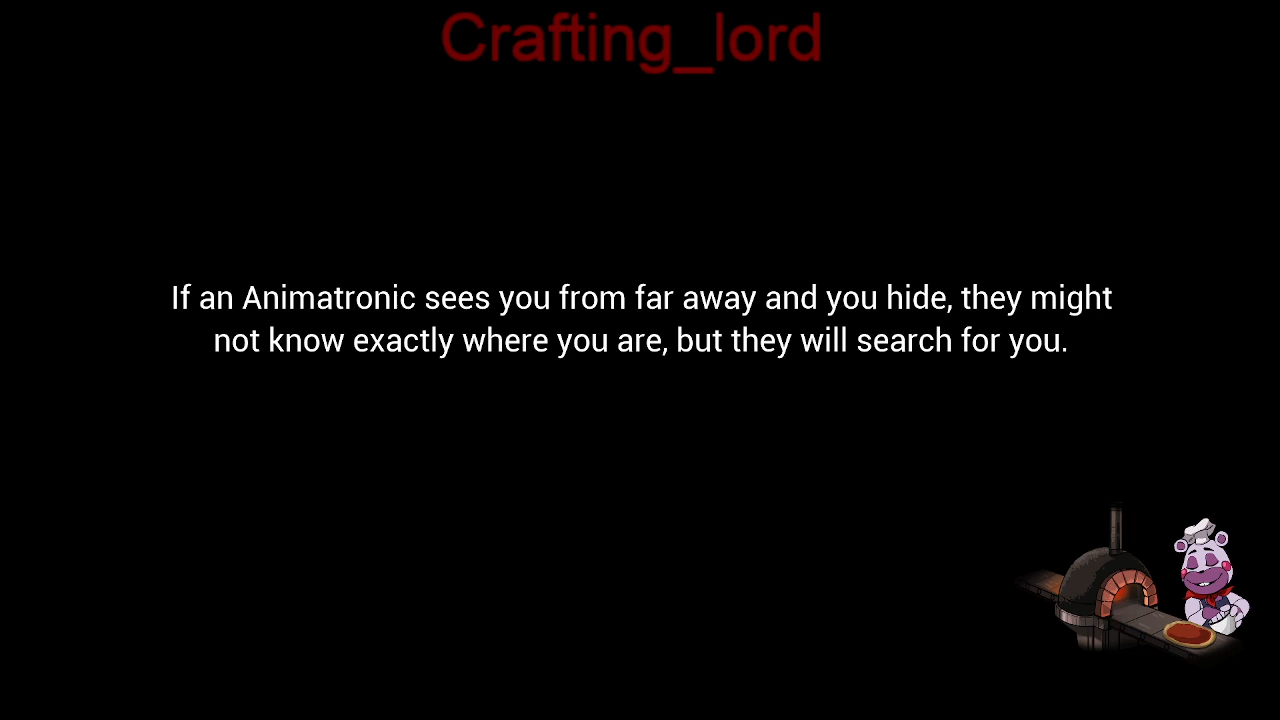 Crafting_lord
If an Animatronic sees you from far away and you hide, they might
not know exactly where you are, but they will search for you.